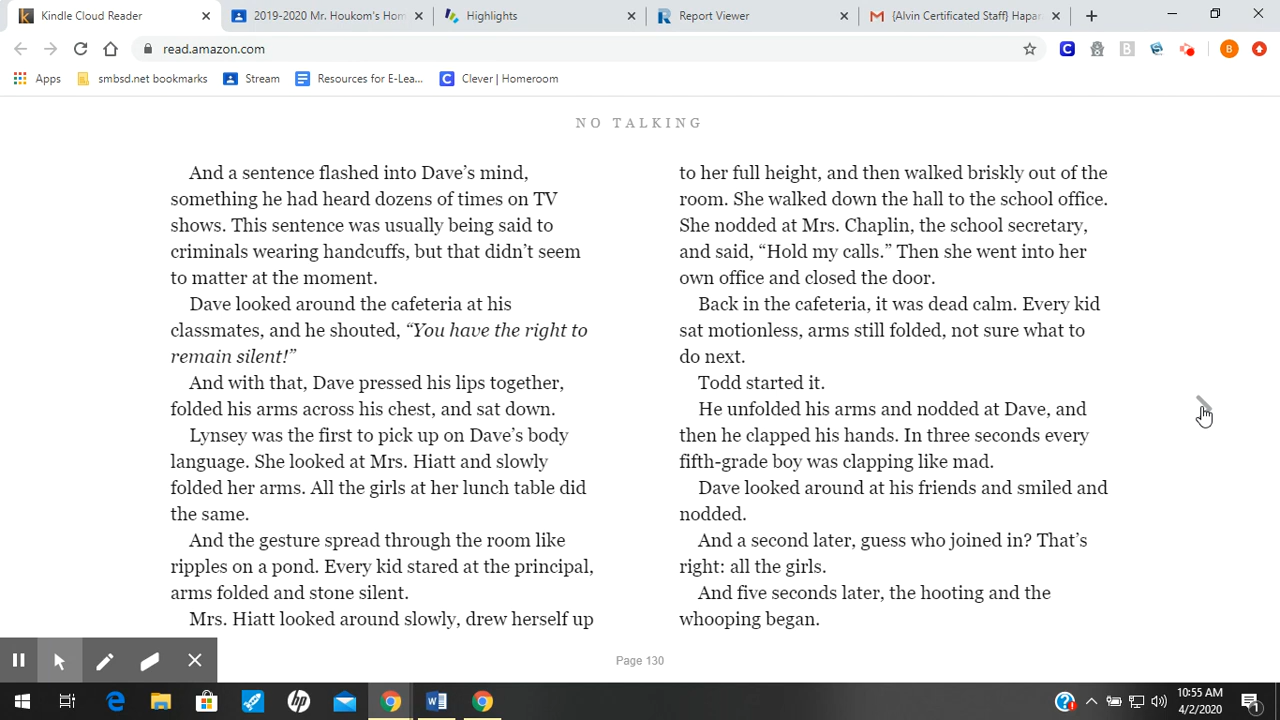 Kindle Cloud Reader
2019-2020 Mr. Houkom's Hom
Highlights
Report Viewer
{Alvin Certificated Staff} Hapar
read.amazon.com
Apps
smbsd.net bookmarks
Stream
Resources for E-Lea...
Clever | Homeroom
NO TALKING
And a sentence flashed into Dave’s mind,
something he had heard dozens of times on TV
shows. This sentence was usually being said to
criminals wearing handcuffs, but that didn’t seem
to matter at the moment.
Dave looked around the cafeteria at his
classmates, and he shouted, “You have the right to
remain silent!”
And with that, Dave pressed his lips together,
folded his arms across his chest, and sat down.
Lynsey was the first to pick up on Dave’s body
language. She looked at Mrs. Hiatt and slowly
folded her arms. All the girls at her lunch table did
the same.
And the gesture spread through the room like
ripples on a pond. Every kid stared at the principal,
arms folded and stone silent.
Mrs. Hiatt looked around slowly, drew herself up
to her full height, and then walked briskly out of the
room. She walked down the hall to the school office.
She nodded at Mrs. Chaplin, the school secretary,
and said, “Hold my calls.” Then she went into her
own office and closed the door.
Back in the cafeteria, it was dead calm. Every kid
sat motionless, arms still folded, not sure what to
do next.
Todd started it.
He unfolded his arms and nodded at Dave, and
then he clapped his hands. In three seconds every
fifth-grade boy was clapping like mad.
Dave looked around at his friends and smiled and
nodded.
And a second later, guess who joined in? That’s
right: all the girls.
And five seconds later, the hooting and the
whooping began.
Page 130
10:55 AM
4/2/2020